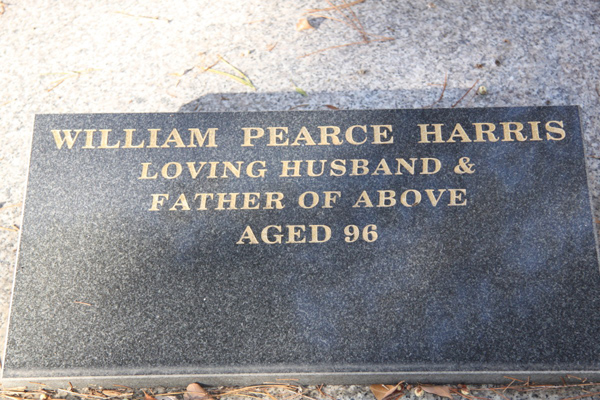 WILLIAM PEARCE HARRIS
LOVING HUSBAND &
FATHER OF ABOVE
AGED 96